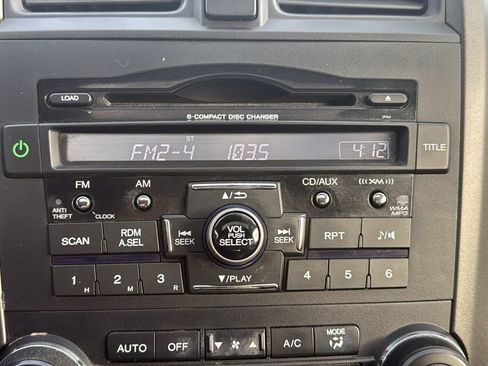 LOAD
6-COMPACT DISC CHANGER
ST
FM2-4 103.5 4:12
TITLE
FM AM CD/AUX (((XM)))
ANTI THEFT CLOCK
WMA MP3
SCAN RDM A.SEL SEEK VOL PUSH SELECT SEEK RPT
1 H 2 M 3 R ▼/PLAY 4 5 6
AUTO OFF A/C MODE